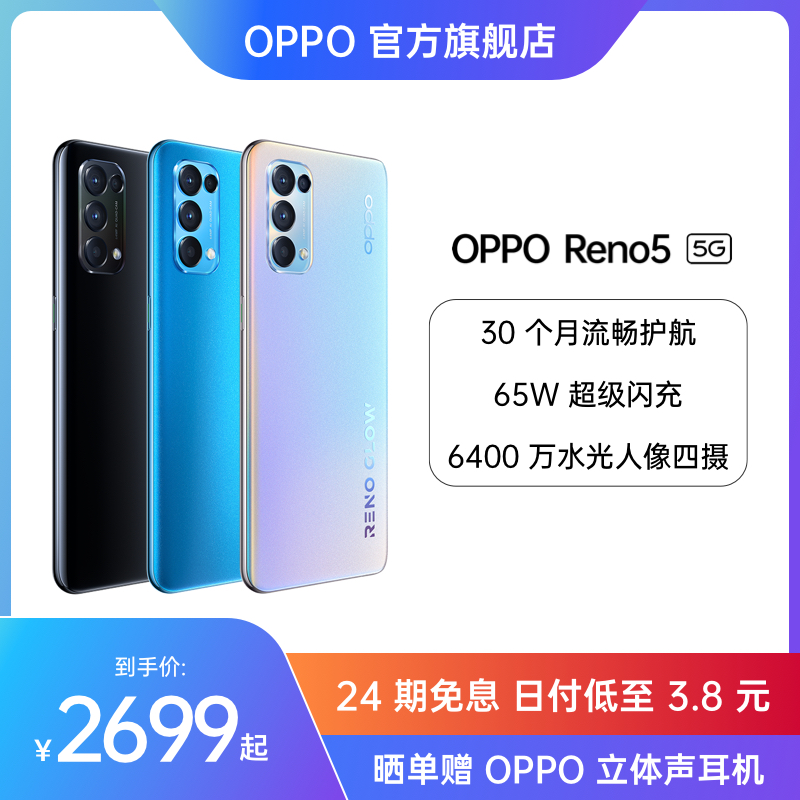 OPPO 官方旗舰店
OPPO
RENO GLOW
OPPO Reno5 5G
30 个月流畅护航
65W 超级闪充
6400 万水光人像四摄
到手价:
¥2699起
24 期免息 日付低至 3.8 元
晒单赠 OPPO 立体声耳机